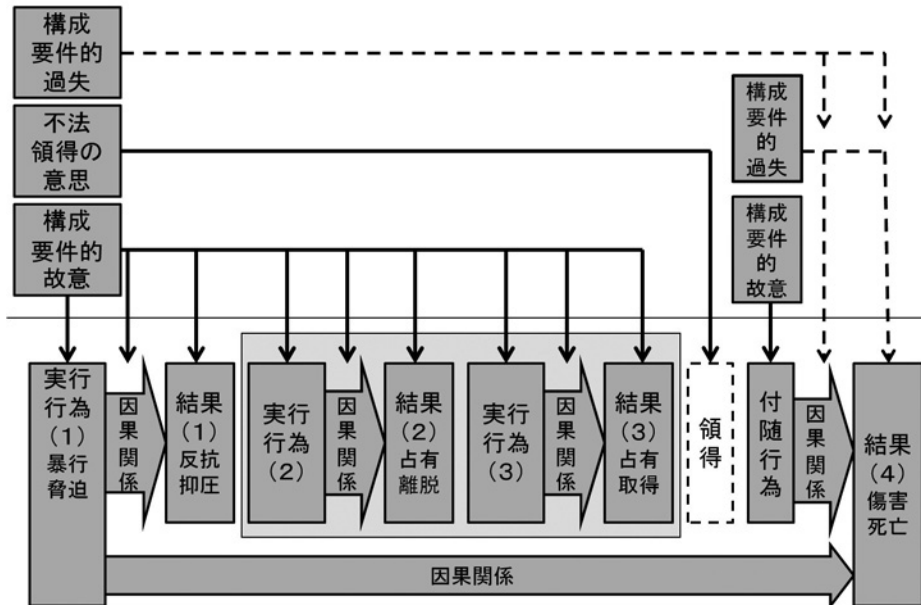 構成
要件的
過失
不法
領得の
意思
構成
要件的
故意
構成
要件
的
過失
構成
要件
的
故意
実行
行為
(1)
暴行
脅迫
因果関係
結果
(1)
反抗
抑圧
実行
行為
(2)
因果関係
結果
(2)
占有
離脱
実行
行為
(3)
因果関係
結果
(3)
占有
取得
領得
付随行為
因果関係
結果
(4)
傷害
死亡
因果関係